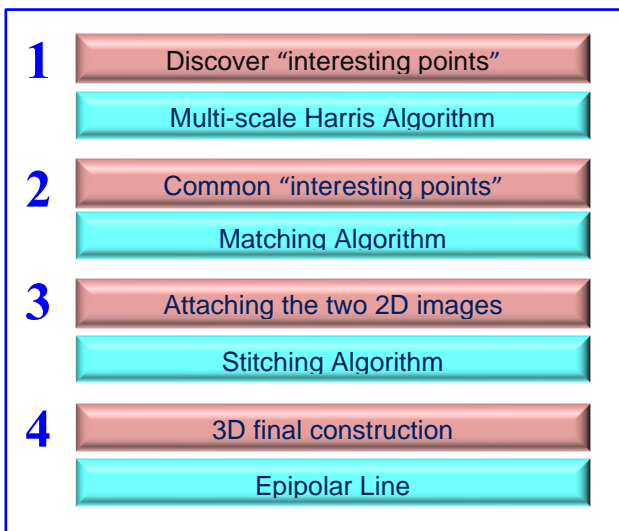 1
Discover “interesting points”
Multi-scale Harris Algorithm
2
Common “interesting points”
Matching Algorithm
3
Attaching the two 2D images
Stitching Algorithm
4
3D final construction
Epipolar Line